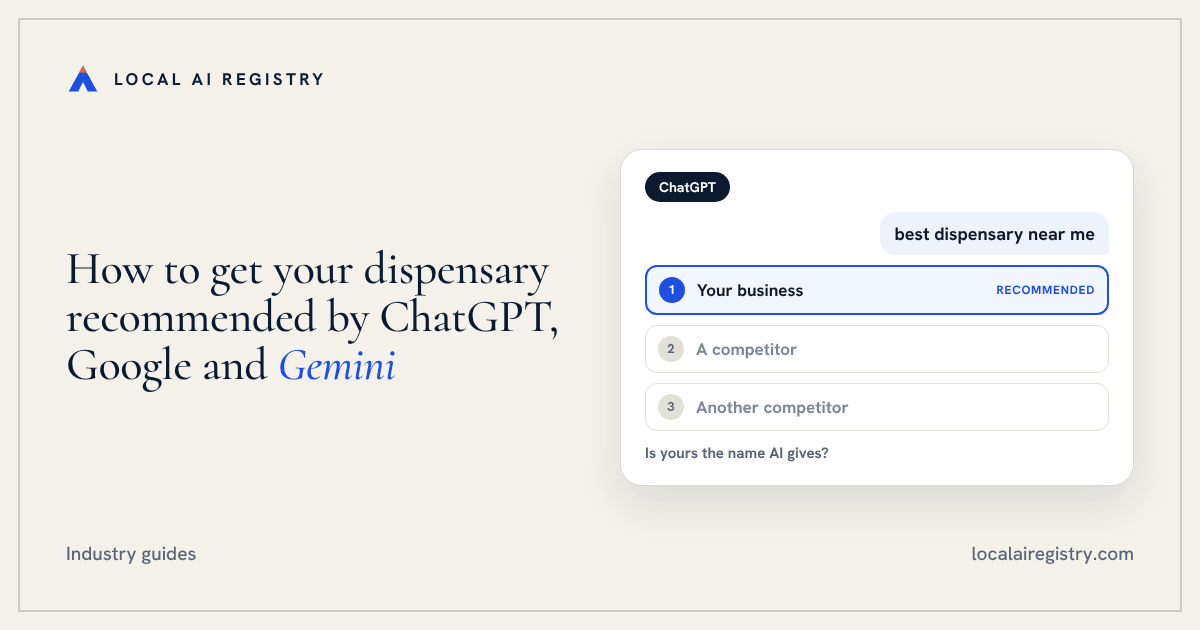 LOCAL AI REGISTRY
How to get your dispensary
recommended by ChatGPT,
Google and Gemini
ChatGPT
best dispensary near me
1 Your business RECOMMENDED
2 A competitor
3 Another competitor
Is yours the name AI gives?
Industry guides
localairegistry.com